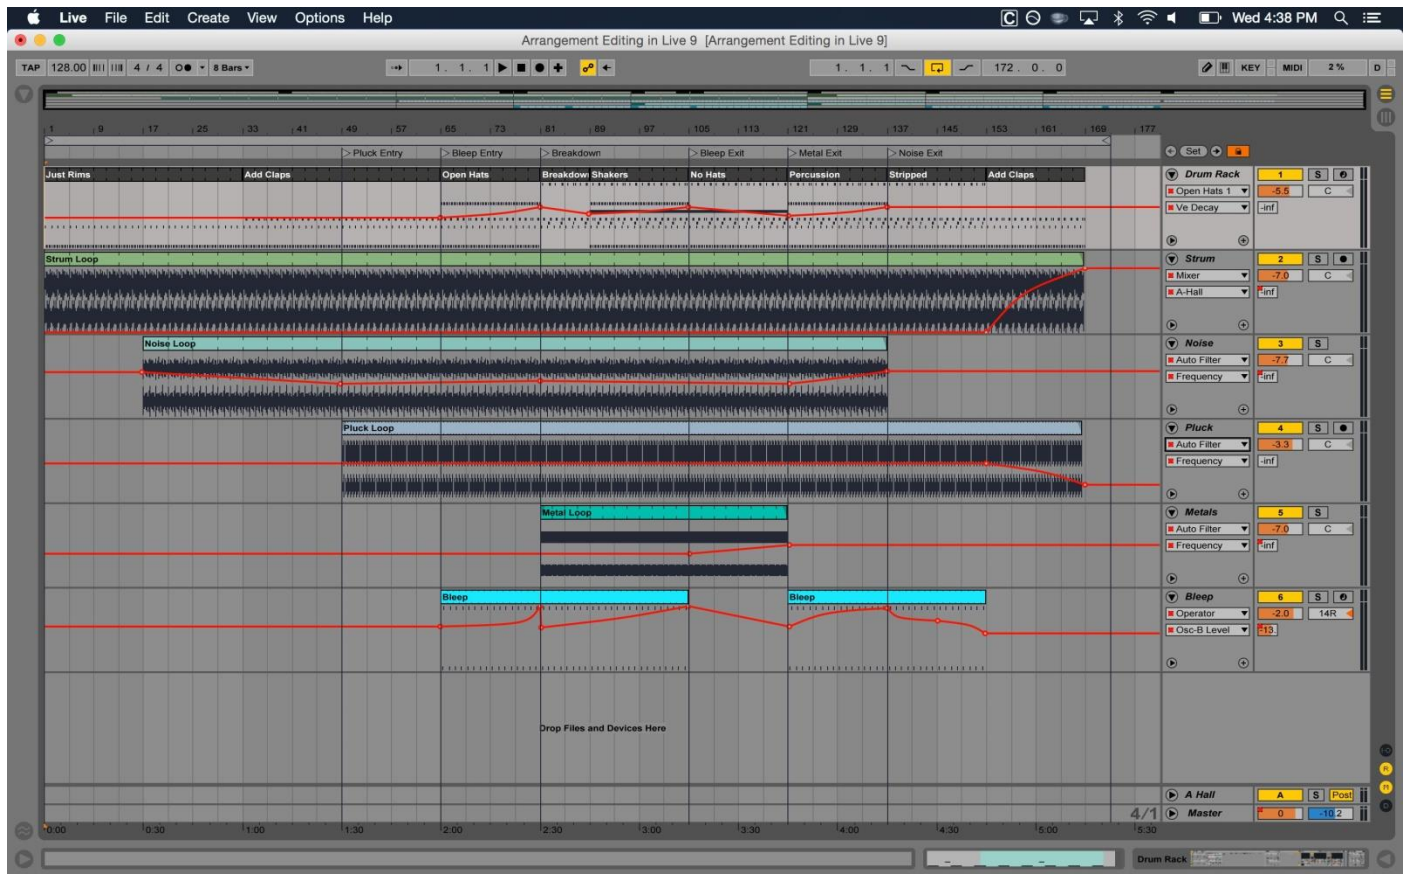 Live File Edit Create View Options Help Wed 4:38 PM
Arrangement Editing in Live 9 [Arrangement Editing in Live 9]
TAP 128.00 4 / 4 8 Bars 1. 1. 1 1. 1. 1 172. 0. 0 KEY MIDI 2 % D
1 9 17 25 33 41 49 57 65 73 81 89 97 105 113 121 129 137 145 153 161 169 177
Pluck Entry Bleep Entry Breakdown Bleep Exit Metal Exit Noise Exit Set
Just Rims Add Claps Open Hats Breakdown Shakers No Hats Percussion Stripped Add Claps Drum Rack 1 S
Open Hats 1 -5.5 C
Ve Decay -inf
Strum Loop Strum 2 S
Mixer -7.0 C
A-Hall -inf
Noise Loop Noise 3 S
Auto Filter -7.7 C
Frequency -inf
Pluck Loop Pluck 4 S
Auto Filter -3.3 C
Frequency -inf
Metal Loop Metals 5 S
Auto Filter -7.0 C
Frequency -inf
Bleep Bleep Bleep 6 S
Operator -2.0 14R
Osc-B Level -13.
Drop Files and Devices Here
A Hall A S Post
4/1 Master 0 -10.2
0:00 0:30 1:00 1:30 2:00 2:30 3:00 3:30 4:00 4:30 5:00 5:30
Drum Rack